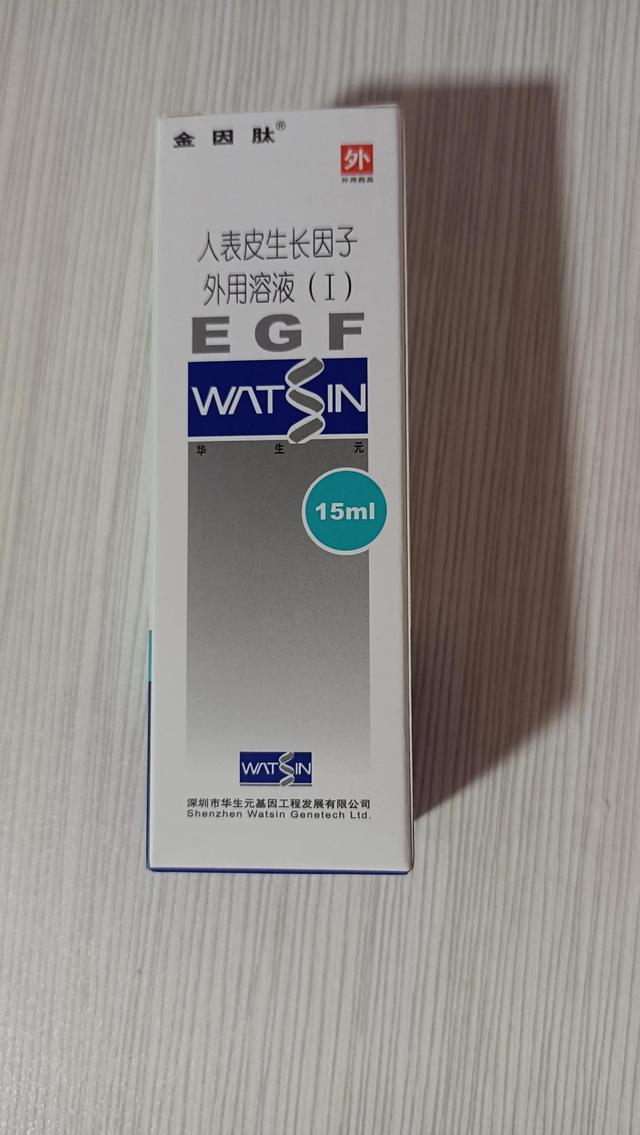 金因肽®
外
外用药品
人表皮生长因子
外用溶液(I)
EGF
WATSIN
华生元
15ml
WATSIN
深圳市华生元基因工程发展有限公司
Shenzhen Watsin Genetech Ltd.